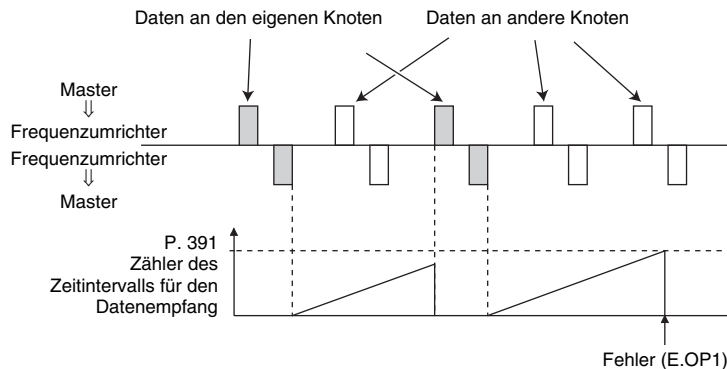 Daten an den eigenen Knoten
Daten an andere Knoten
Master
⇓
Frequenzumrichter
Frequenzumrichter
⇓
Master
P. 391
Zähler des
Zeitintervalls für den
Datenempfang
Fehler (E.OP1)